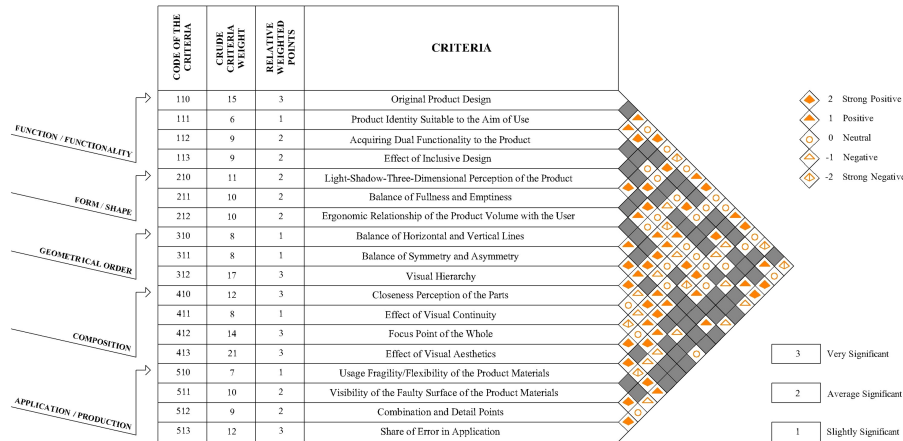 CODE OF THE CRITERIA
CRUDE CRITERIA WEIGHT
RELATIVE WEIGHTED POINTS
CRITERIA
110 15 3 Original Product Design
111 6 1 Product Identity Suitable to the Aim of Use
112 9 2 Acquiring Dual Functionality to the Product
113 9 2 Effect of Inclusive Design
210 11 2 Light-Shadow-Three-Dimensional Perception of the Product
211 10 2 Balance of Fullness and Emptiness
212 10 2 Ergonomic Relationship of the Product Volume with the User
310 8 1 Balance of Horizontal and Vertical Lines
311 8 1 Balance of Symmetry and Asymmetry
312 17 3 Visual Hierarchy
410 12 3 Closeness Perception of the Parts
411 8 1 Effect of Visual Continuity
412 14 3 Focus Point of the Whole
413 21 3 Effect of Visual Aesthetics
510 7 1 Usage Fragility/Flexibility of the Product Materials
511 10 2 Visibility of the Faulty Surface of the Product Materials
512 9 2 Combination and Detail Points
513 12 3 Share of Error in Application
FUNCTION / FUNCTIONALITY
FORM / SHAPE
GEOMETRICAL ORDER
COMPOSITION
APPLICATION / PRODUCTION
2 Strong Positive
1 Positive
0 Neutral
-1 Negative
-2 Strong Negative
3 Very Significant
2 Average Significant
1 Slightly Significant